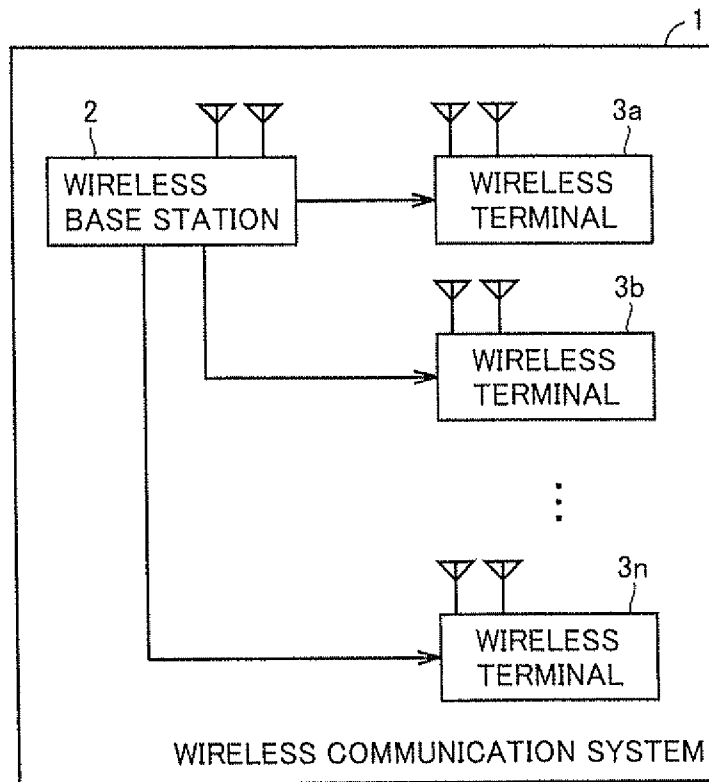 1
2
WIRELESS
BASE STATION
3a
WIRELESS
TERMINAL
3b
WIRELESS
TERMINAL
3n
WIRELESS
TERMINAL
WIRELESS COMMUNICATION SYSTEM